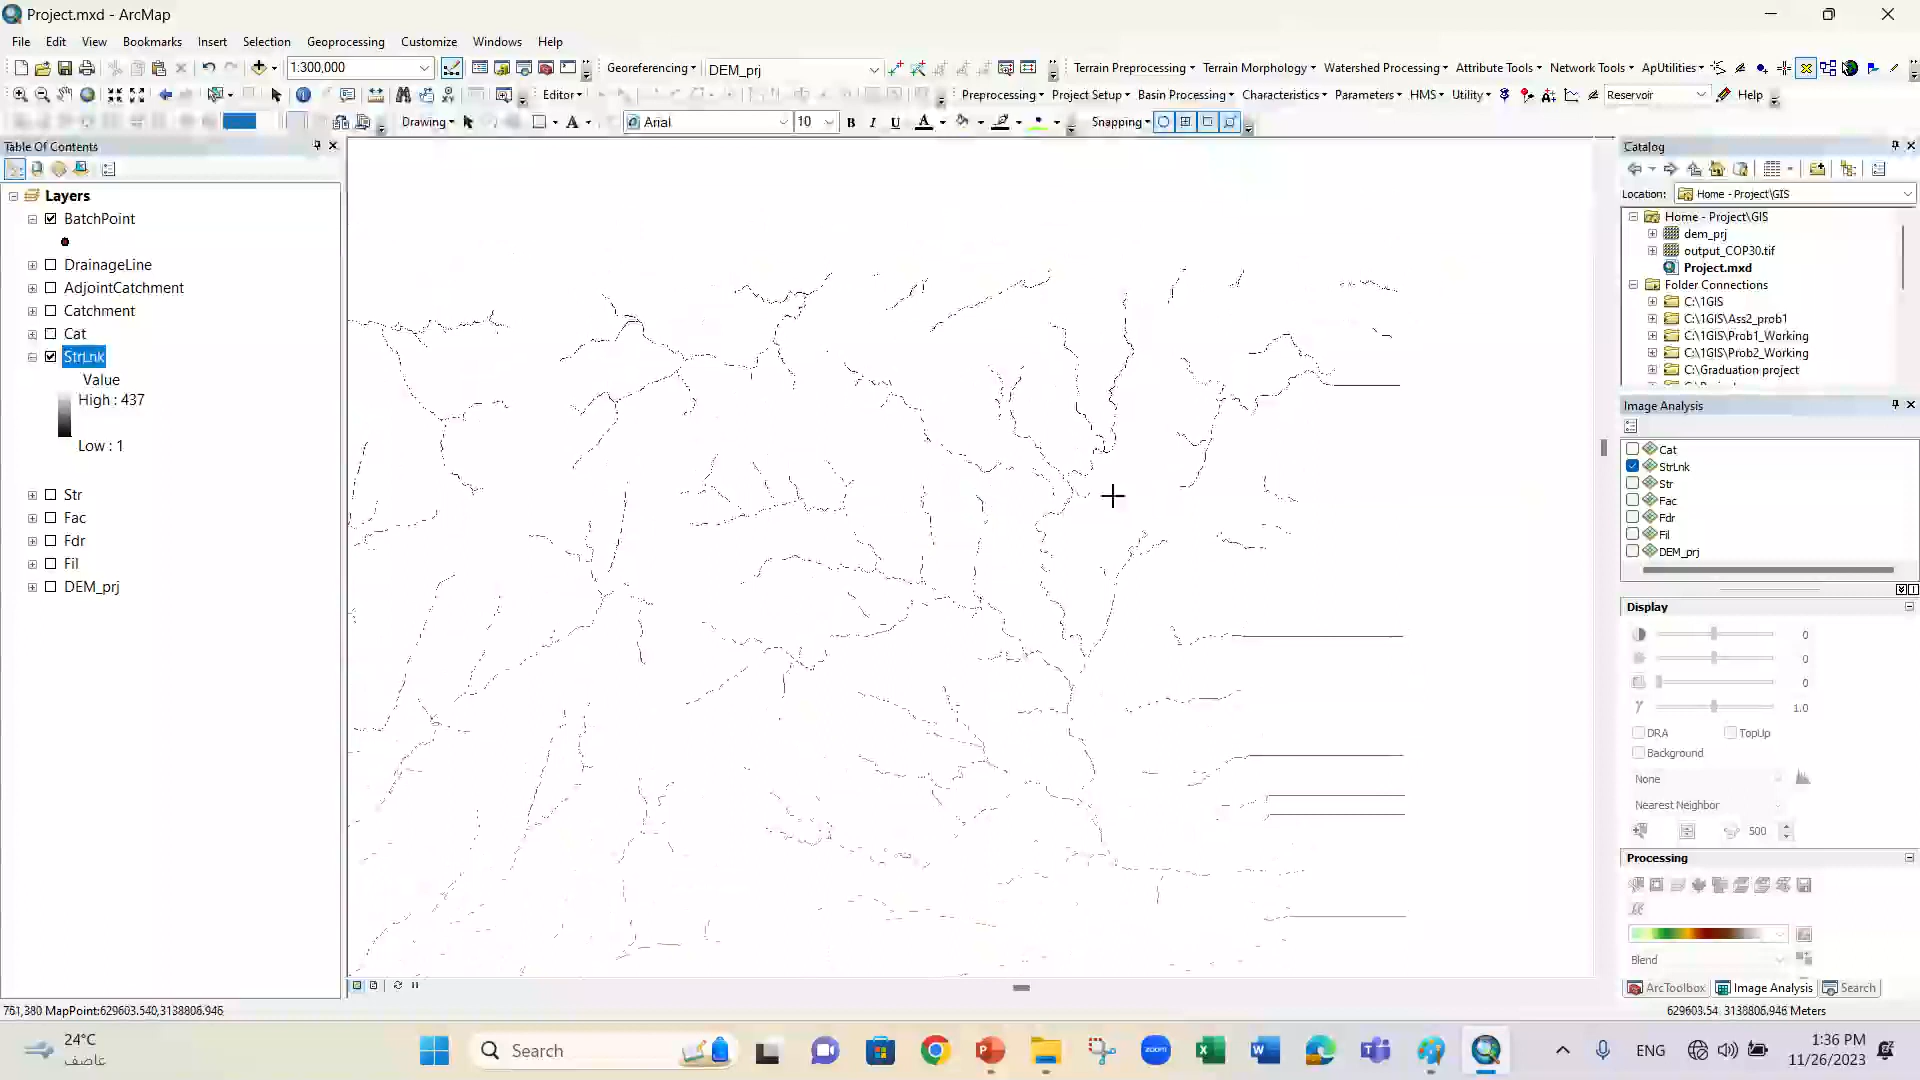 Project.mxd - ArcMap
File Edit View Bookmarks Insert Selection Geoprocessing Customize Windows Help
1:300,000
Georeferencing
DEM_prj
Terrain Preprocessing Terrain Morphology Watershed Processing Attribute Tools Network Tools ApUtilities
Editor
Preprocessing Project Setup Basin Processing Characteristics Parameters HMS Utility Reservoir Help
Drawing
Arial
10
B I U A
Snapping
Table Of Contents
Layers
BatchPoint
DrainageLine
AdjointCatchment
Catchment
Cat
StrLnk
Value
High : 437
Low : 1
Str
Fac
Fdr
Fil
DEM_prj
Catalog
Location: Home - Project\GIS
Home - Project\GIS
dem_prj
output_COP30.tif
Project.mxd
Folder Connections
C:\1GIS
C:\1GIS\Ass2_prob1
C:\1GIS\Prob1_Working
C:\1GIS\Prob2_Working
C:\Graduation project
Image Analysis
Cat
StrLnk
Str
Fac
Fdr
Fil
DEM_prj
Display
0
0
0
1.0
DRA TopUp
Background
None
Nearest Neighbor
500
Processing
Blend
ArcToolbox Image Analysis Search
761,380 MapPoint:629603.540,3138806.946
629603.54 3138806.946 Meters
24°C
عاصف
Search
zoom
ENG
1:36 PM
11/26/2023